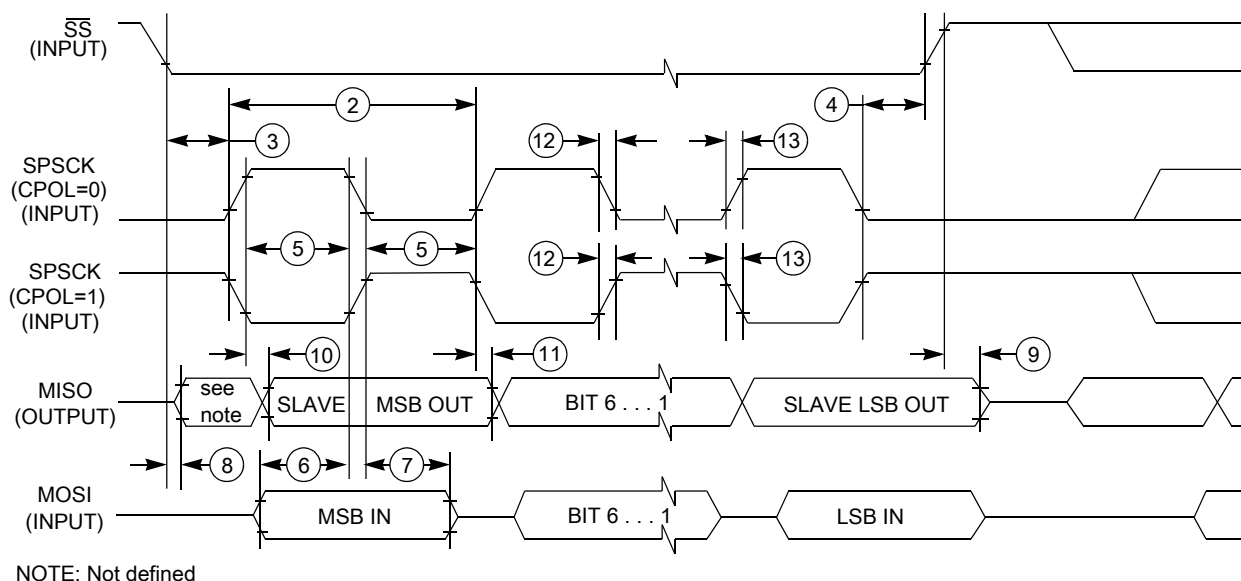 SS
(INPUT)
2
4
3
12
13
SPSCK
(CPOL=0)
(INPUT)
5
5
SPSCK
(CPOL=1)
(INPUT)
12
13
10
11
9
MISO
(OUTPUT)
see
note
SLAVE
MSB OUT
BIT 6 . . . 1
SLAVE LSB OUT
8
6
7
MOSI
(INPUT)
MSB IN
BIT 6 . . . 1
LSB IN
NOTE: Not defined